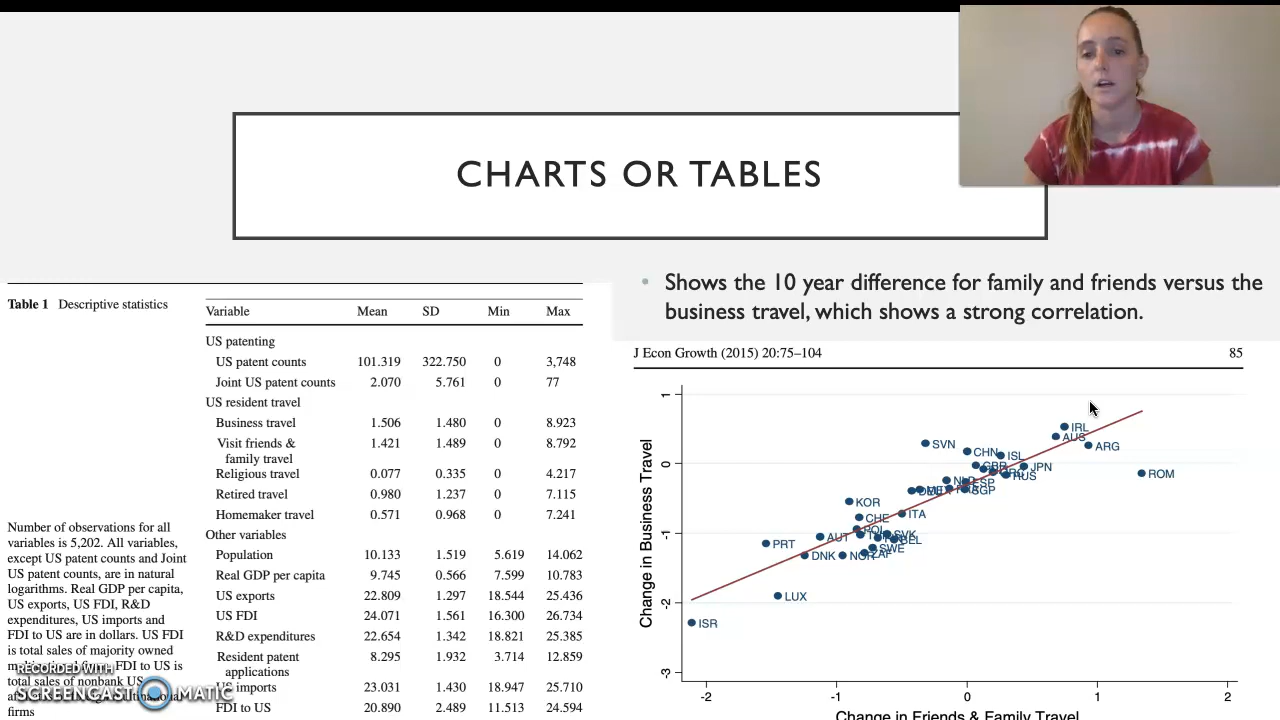 CHARTS OR TABLES
Shows the 10 year difference for family and friends versus the
business travel, which shows a strong correlation.
Table 1 Descriptive statistics
Variable Mean SD Min Max
US patenting
US patent counts 101.319 322.750 0 3,748
Joint US patent counts 2.070 5.761 0 77
US resident travel
Business travel 1.506 1.480 0 8.923
Visit friends & 1.421 1.489 0 8.792
family travel
Religious travel 0.077 0.335 0 4.217
Retired travel 0.980 1.237 0 7.115
Homemaker travel 0.571 0.968 0 7.241
Other variables
Population 10.133 1.519 5.619 14.062
Real GDP per capita 9.745 0.566 7.599 10.783
US exports 22.809 1.297 18.544 25.436
US FDI 24.071 1.561 16.300 26.734
R&D expenditures 22.654 1.342 18.821 25.385
Resident patent 8.295 1.932 3.714 12.859
applications
US imports 23.031 1.430 18.947 25.710
FDI to US 20.890 2.489 11.513 24.594
Number of observations for all
variables is 5,202. All variables,
except US patent counts and Joint
US patent counts, are in natural
logarithms. Real GDP per capita,
US exports, US FDI, R&D
expenditures, US imports and
FDI to US are in dollars. US FDI
is total sales of majority owned
FDI to US is
total sales of nonbank US
firms
RECORDED WITH
SCREENCAST MATIC
J Econ Growth (2015) 20:75–104 85
Change in Business Travel
1
0
-1
-2
-3
IRL
AUS
ARG
SVN
CHN
ISL
GBR
JPN
RUS
ROM
ESP
SGP
KOR
ITA
CHE
POL
AUT
SVK
BEL
PRT
SWE
DNK
NOR
ZAF
LUX
ISR
-2 -1 0 1 2
Change in Friends & Family Travel